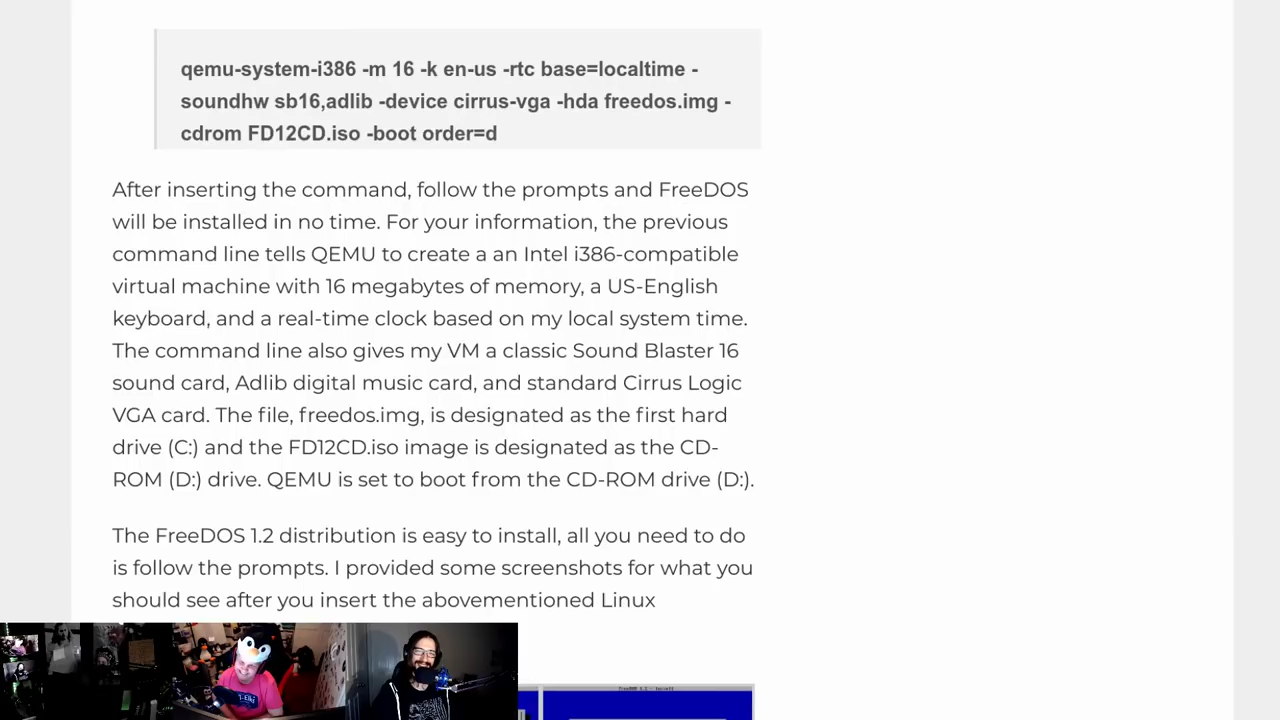 qemu-system-i386 -m 16 -k en-us -rtc base=localtime -
soundhw sb16,adlib -device cirrus-vga -hda freedos.img -
cdrom FD12CD.iso -boot order=d
After inserting the command, follow the prompts and FreeDOS
will be installed in no time. For your information, the previous
command line tells QEMU to create a an Intel i386-compatible
virtual machine with 16 megabytes of memory, a US-English
keyboard, and a real-time clock based on my local system time.
The command line also gives my VM a classic Sound Blaster 16
sound card, Adlib digital music card, and standard Cirrus Logic
VGA card. The file, freedos.img, is designated as the first hard
drive (C:) and the FD12CD.iso image is designated as the CD-
ROM (D:) drive. QEMU is set to boot from the CD-ROM drive (D:).
The FreeDOS 1.2 distribution is easy to install, all you need to do
is follow the prompts. I provided some screenshots for what you
should see after you insert the abovementioned Linux